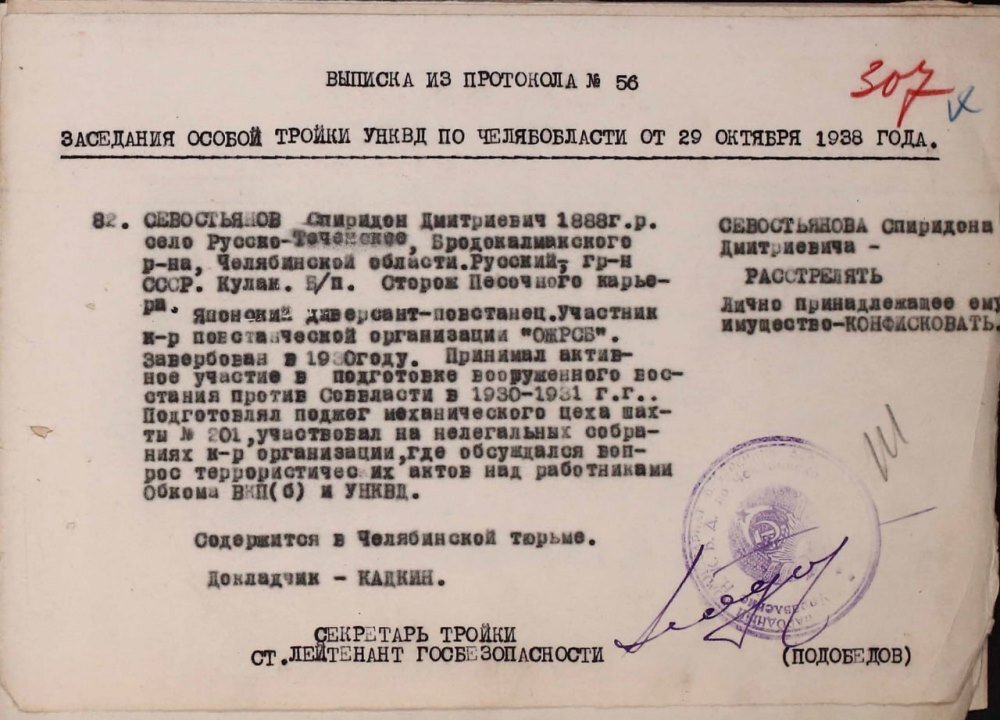 307
ВЫПИСКА ИЗ ПРОТОКОЛА № 56
ЗАСЕДАНИЯ ОСОБОЙ ТРОЙКИ УНКВД ПО ЧЕЛЯБОБЛАСТИ ОТ 29 ОКТЯБРЯ 1938 ГОДА.
82. СЕВОСТЬЯНОВ Спиридон Дмитриевич 1888г.р.
село Русско-Теченское, Бродокалмакского
р-на, Челябинской области.Русский, гр-н
СССР. Кулак. Б/п. Сторож Песочного карье-
ра.
Японский диверсант-повстанец.Участник
к-р повстанческой организации "ОЖРСБ".
Завербован в 1930году. Принимал актив-
ное участие в подготовке вооруженного вос-
стания против Соввласти в 1930-1931 г.г..
Подготовлял поджег механического цеха шах-
ты № 201,участвовал на нелегальных собра-
ниях к-р организации,где обсуждался воп-
рос террористических актов над работниками
Обкома ВКП(б) и УНКВД.
Содержится в Челябинской тюрьме.
Докладчик - КАДКИН.
СЕВОСТЬЯНОВА Спиридона
Дмитриевича -
РАССТРЕЛЯТЬ
Лично принадлежащее ему
имущество-КОНФИСКОВАТЬ.
СЕКРЕТАРЬ ТРОЙКИ
СТ.ЛЕЙТЕНАНТ ГОСБЕЗОПАСНОСТИ
(ПОДОБЕДОВ)